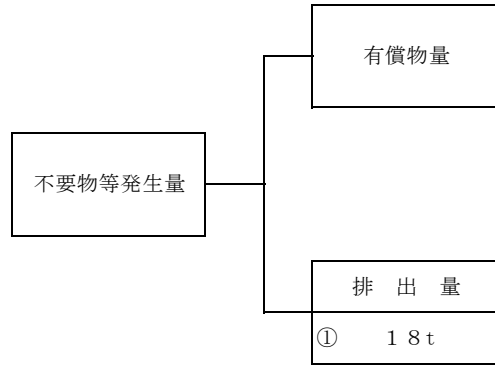 有償物量
不要物等発生量
排　出　量
①　　１８t